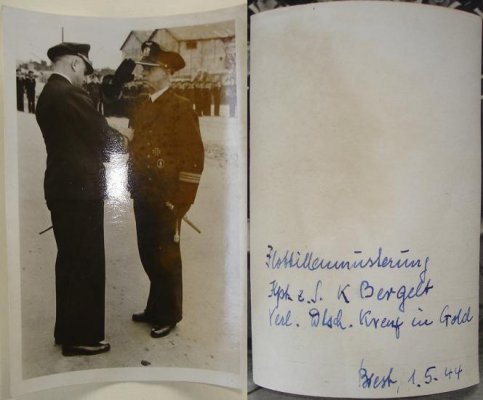 Flottillenmusterung
Kpt z. S. K Bergelt
Verl. Dtsch. Kreuz in Gold
Brest, 1.5.44